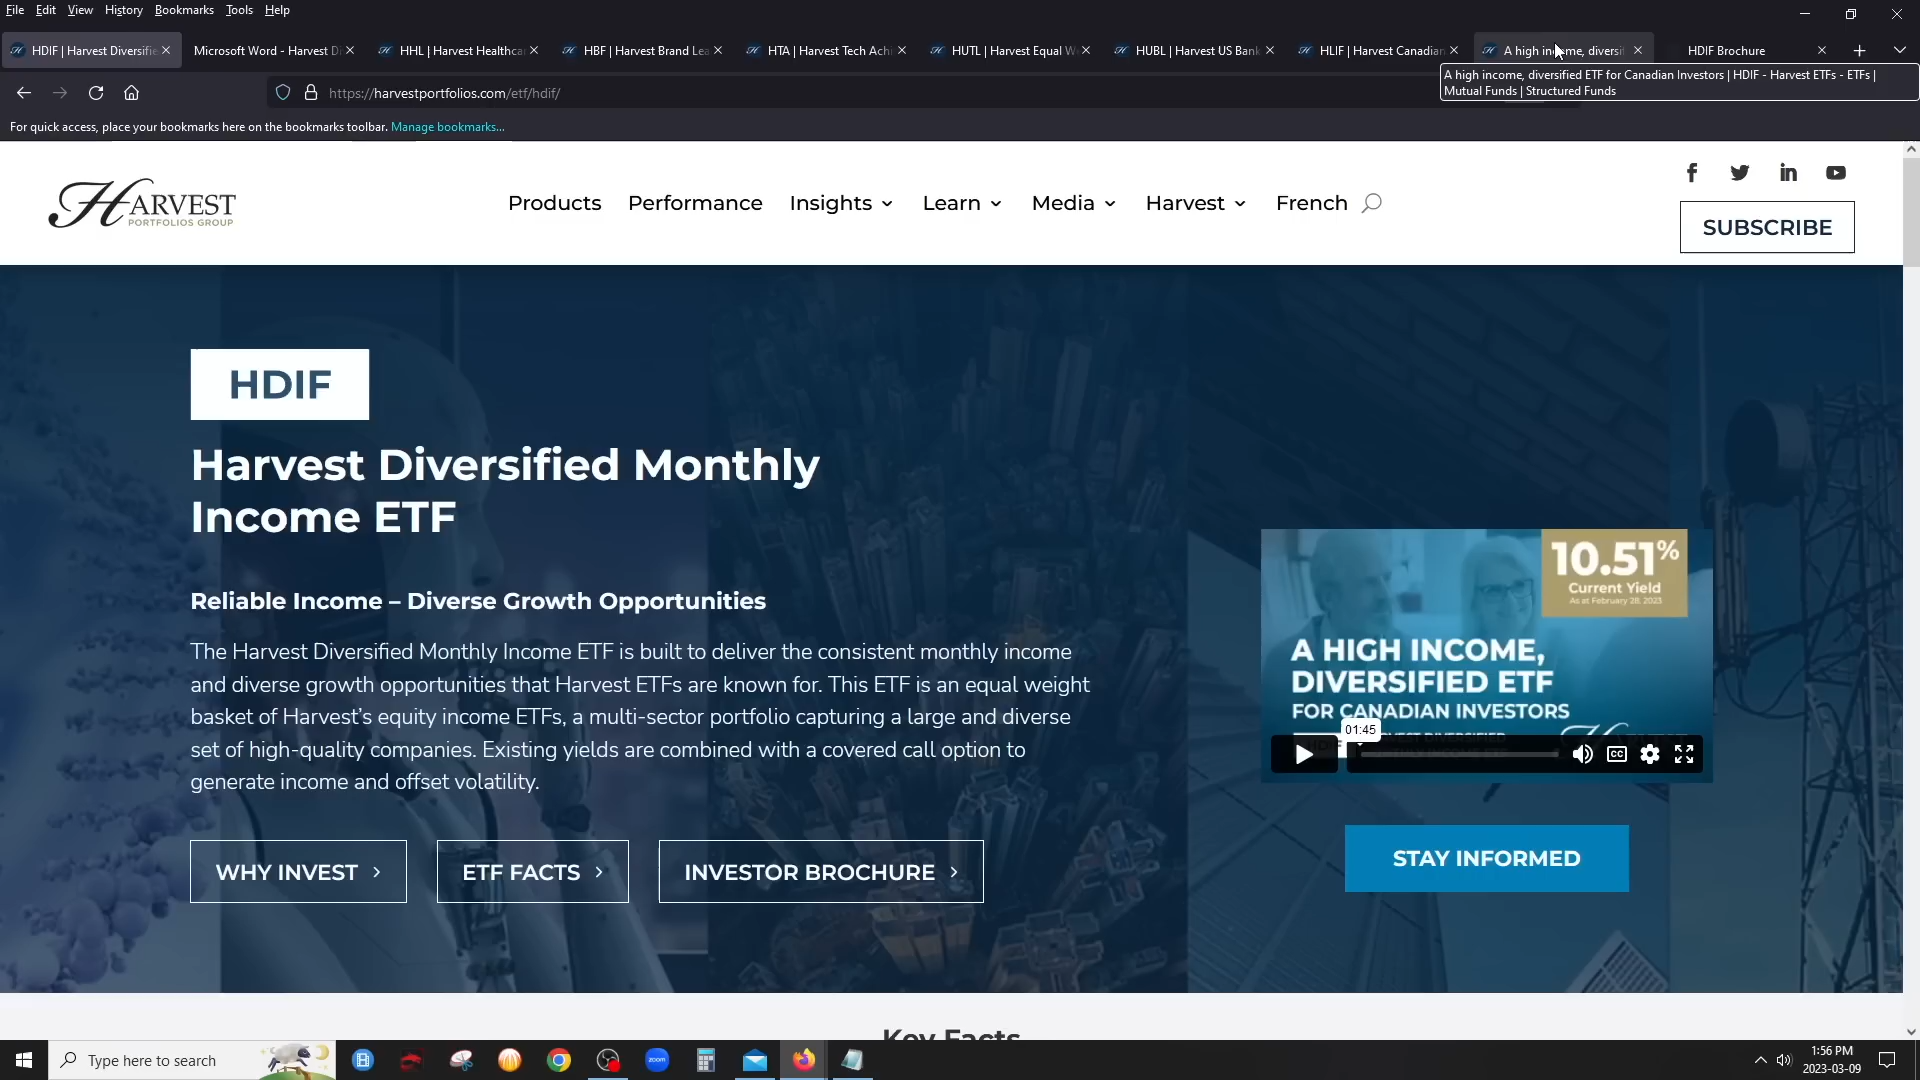 File Edit View History Bookmarks Tools Help
HDIF | Harvest Diversifie
Microsoft Word - Harvest D
HHL | Harvest Healthca
HBF | Harvest Brand Lea
HTA | Harvest Tech Achi
HUTL | Harvest Equal W
HUBL | Harvest US Bank
HLIF | Harvest Canadian
A high income, diversi
HDIF Brochure
A high income, diversified ETF for Canadian Investors | HDIF - Harvest ETFs - ETFs |
Mutual Funds | Structured Funds
https://harvestportfolios.com/etf/hdif/
For quick access, place your bookmarks here on the bookmarks toolbar. Manage bookmarks...
HARVEST
PORTFOLIOS GROUP
Products Performance Insights Learn Media Harvest French
SUBSCRIBE
HDIF
Harvest Diversified Monthly
Income ETF
Reliable Income – Diverse Growth Opportunities
The Harvest Diversified Monthly Income ETF is built to deliver the consistent monthly income
and diverse growth opportunities that Harvest ETFs are known for. This ETF is an equal weight
basket of Harvest’s equity income ETFs, a multi-sector portfolio capturing a large and diverse
set of high-quality companies. Existing yields are combined with a covered call option to
generate income and offset volatility.
WHY INVEST
ETF FACTS
INVESTOR BROCHURE
10.51%
Current Yield
As at February 28, 2023
A HIGH INCOME,
DIVERSIFIED ETF
FOR CANADIAN INVESTORS
01:45
CC
STAY INFORMED
Key Facts
Type here to search
zoom
1:56 PM
2023-03-09